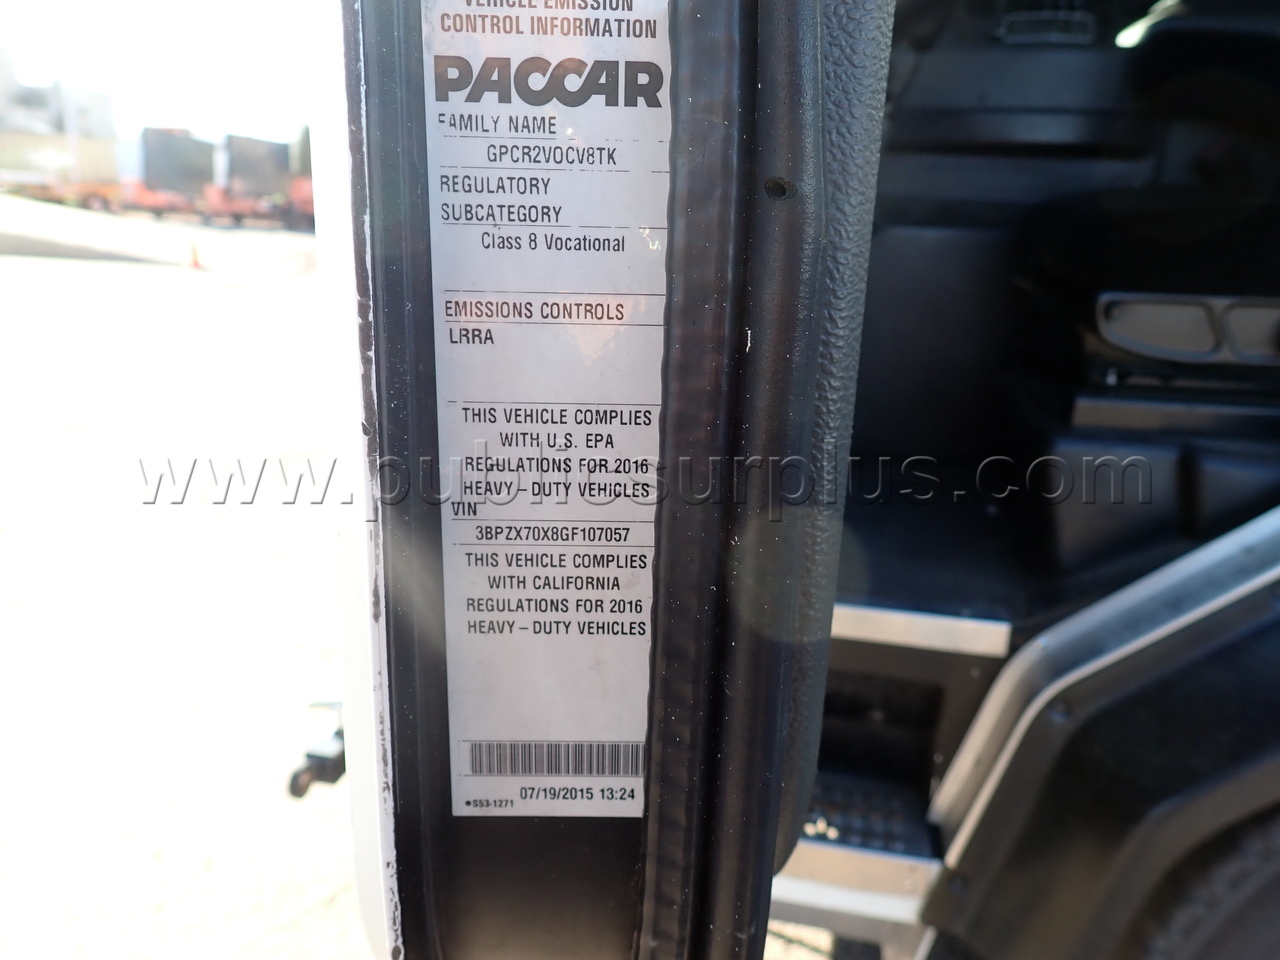 VEHICLE EMISSION
CONTROL INFORMATION
PACCAR
FAMILY NAME
GPCR2VOCV8TK
REGULATORY
SUBCATEGORY
Class 8 Vocational
EMISSIONS CONTROLS
LRRA
THIS VEHICLE COMPLIES
WITH U.S. EPA
REGULATIONS FOR 2016
HEAVY-DUTY VEHICLES
VIN
3BPZX70X8GF107057
THIS VEHICLE COMPLIES
WITH CALIFORNIA
REGULATIONS FOR 2016
HEAVY-DUTY VEHICLES
07/19/2015 13:24
• S53-1271
www.publicsurplus.com